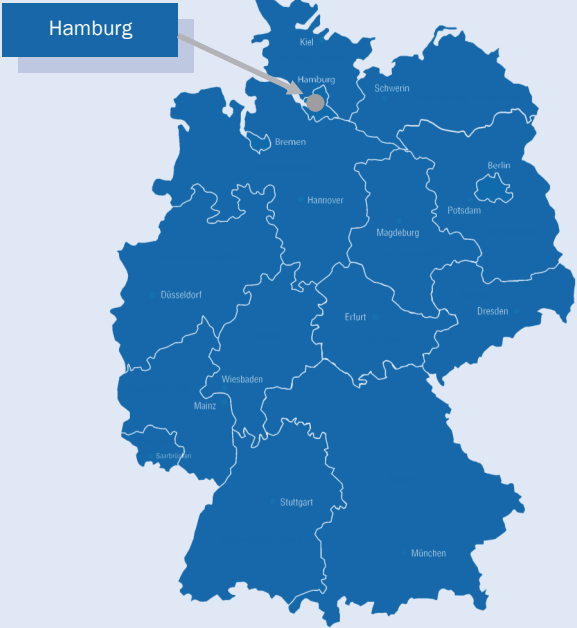 Hamburg
Kiel
Hamburg
Schwerin
Bremen
Berlin
Hannover
Potsdam
Magdeburg
Düsseldorf
Erfurt
Dresden
Wiesbaden
Mainz
Saarbrücken
Stuttgart
München